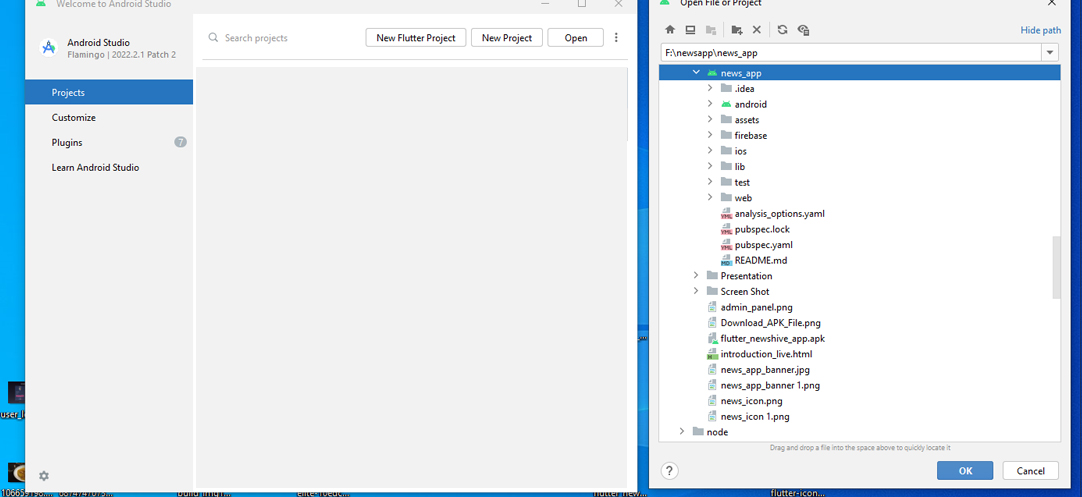 Welcome to Android Studio
Android Studio
Flamingo | 2022.2.1 Patch 2
Search projects
New Flutter Project
New Project
Open
Projects
Customize
Plugins
7
Learn Android Studio
Open File or Project
Hide path
F:\newsapp\news_app
news_app
.idea
android
assets
firebase
ios
lib
test
web
analysis_options.yaml
pubspec.lock
pubspec.yaml
README.md
Presentation
Screen Shot
admin_panel.png
Download_APK_File.png
flutter_newshive_app.apk
introduction_live.html
news_app_banner.jpg
news_app_banner 1.png
news_icon.png
news_icon 1.png
node
Drag and drop a file into the space above to quickly locate it
?
OK
Cancel
flutter-icon...